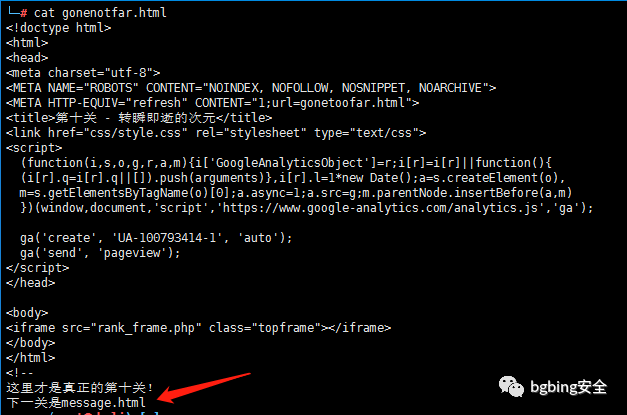 └─# cat gonenotfar.html
<!doctype html>
<html>
<head>
<meta charset="utf-8">
<META NAME="ROBOTS" CONTENT="NOINDEX, NOFOLLOW, NOSNIPPET, NOARCHIVE">
<META HTTP-EQUIV="refresh" CONTENT="1;url=gonetoofar.html">
<title>第十关 - 转瞬即逝的次元</title>
<link href="css/style.css" rel="stylesheet" type="text/css">
<script>
  (function(i,s,o,g,r,a,m){i['GoogleAnalyticsObject']=r;i[r]=i[r]||function(){
  (i[r].q=i[r].q||[]).push(arguments)},i[r].l=1*new Date();a=s.createElement(o),
  m=s.getElementsByTagName(o)[0];a.async=1;a.src=g;m.parentNode.insertBefore(a,m)
  })(window,document,'script','https://www.google-analytics.com/analytics.js','ga');
  ga('create', 'UA-100793414-1', 'auto');
  ga('send', 'pageview');
</script>
</head>
<body>
<iframe src="rank_frame.php" class="topframe"></iframe>
</body>
</html>
<!--
这里才是真正的第十关!
下一关是message.html
bgbing安全